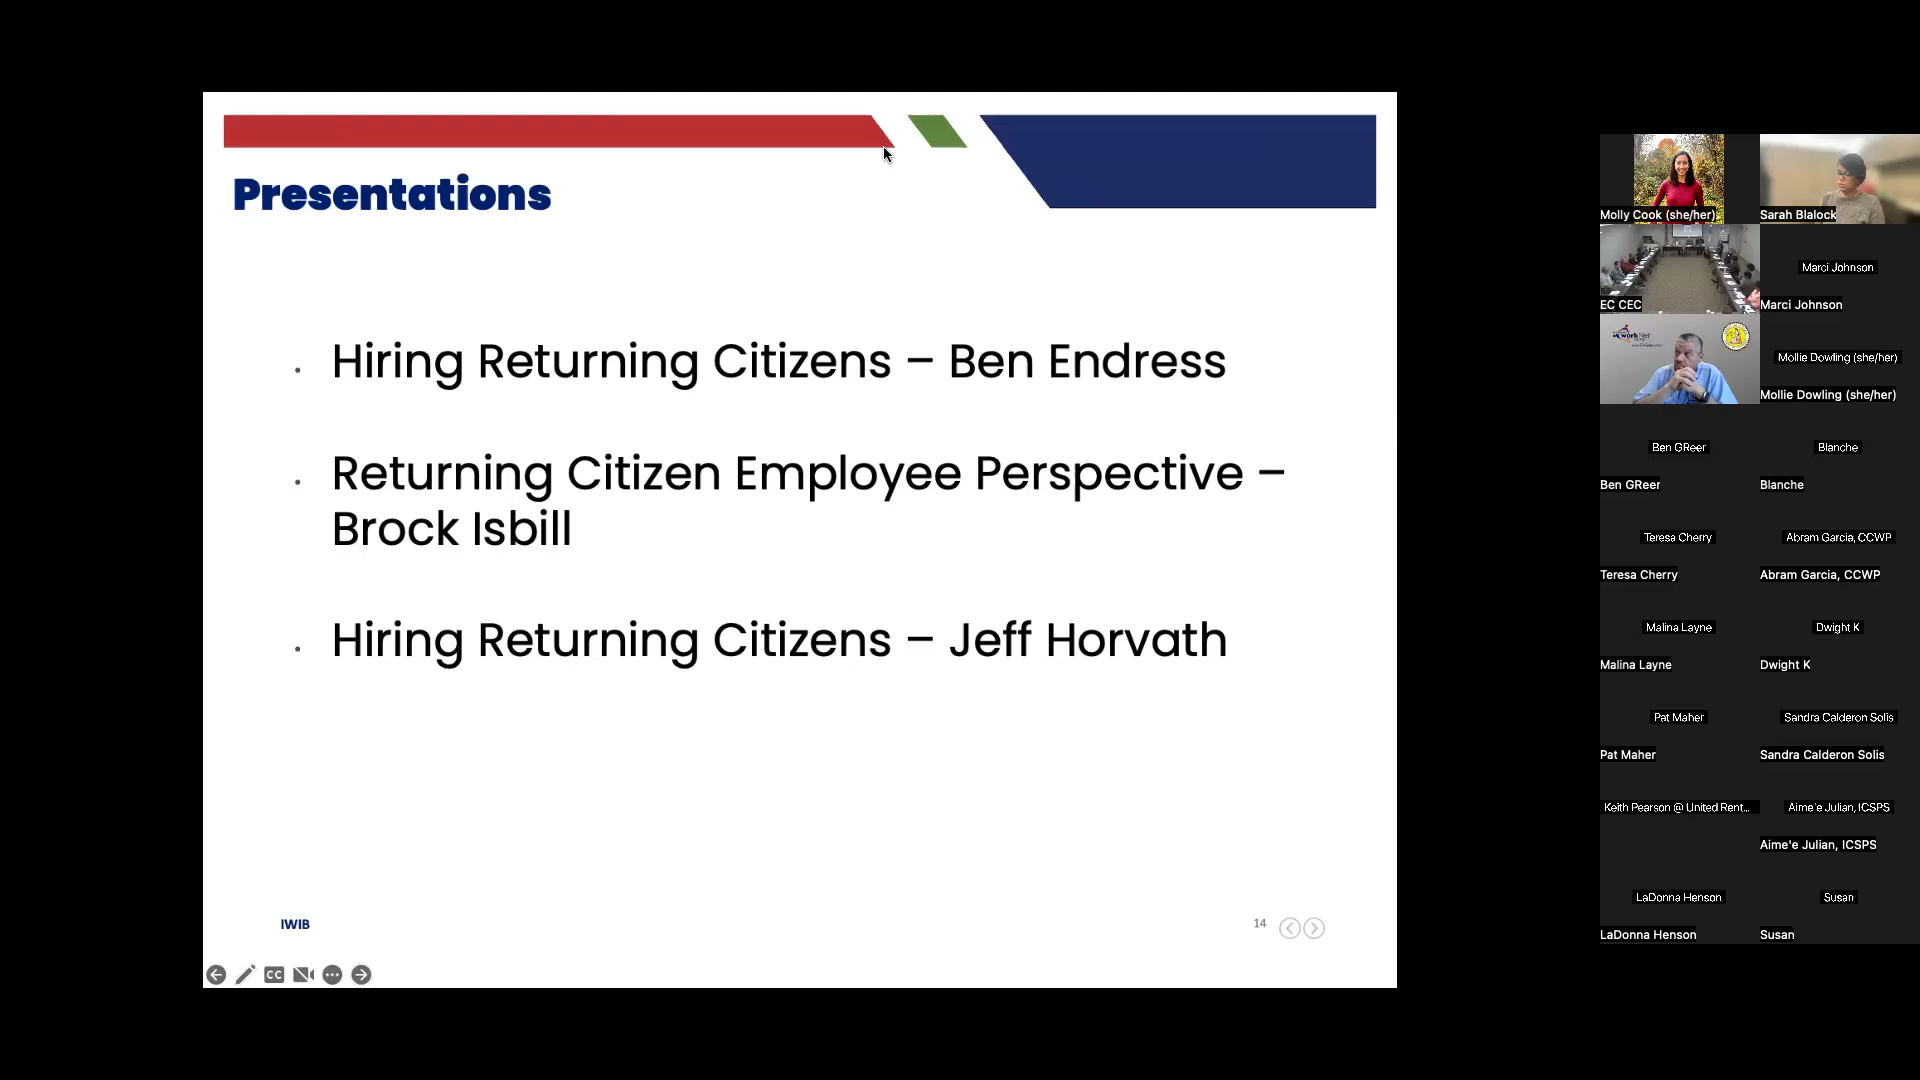 Presentations
. Hiring Returning Citizens – Ben Endress
. Returning Citizen Employee Perspective –
Brock Isbill
. Hiring Returning Citizens – Jeff Horvath
IWIB
14
CC
Molly Cook (she/her)
Sarah Blalock
EC CEC
Marci Johnson
Marci Johnson
workNet
Mollie Dowling (she/her)
Mollie Dowling (she/her)
Ben GReer
Ben GReer
Blanche
Blanche
Teresa Cherry
Teresa Cherry
Abram Garcia, CCWP
Abram Garcia, CCWP
Malina Layne
Malina Layne
Dwight K
Dwight K
Pat Maher
Pat Maher
Sandra Calderon Solis
Sandra Calderon Solis
Keith Pearson @ United Rent...
Aime'e Julian, ICSPS
Aime'e Julian, ICSPS
LaDonna Henson
LaDonna Henson
Susan
Susan